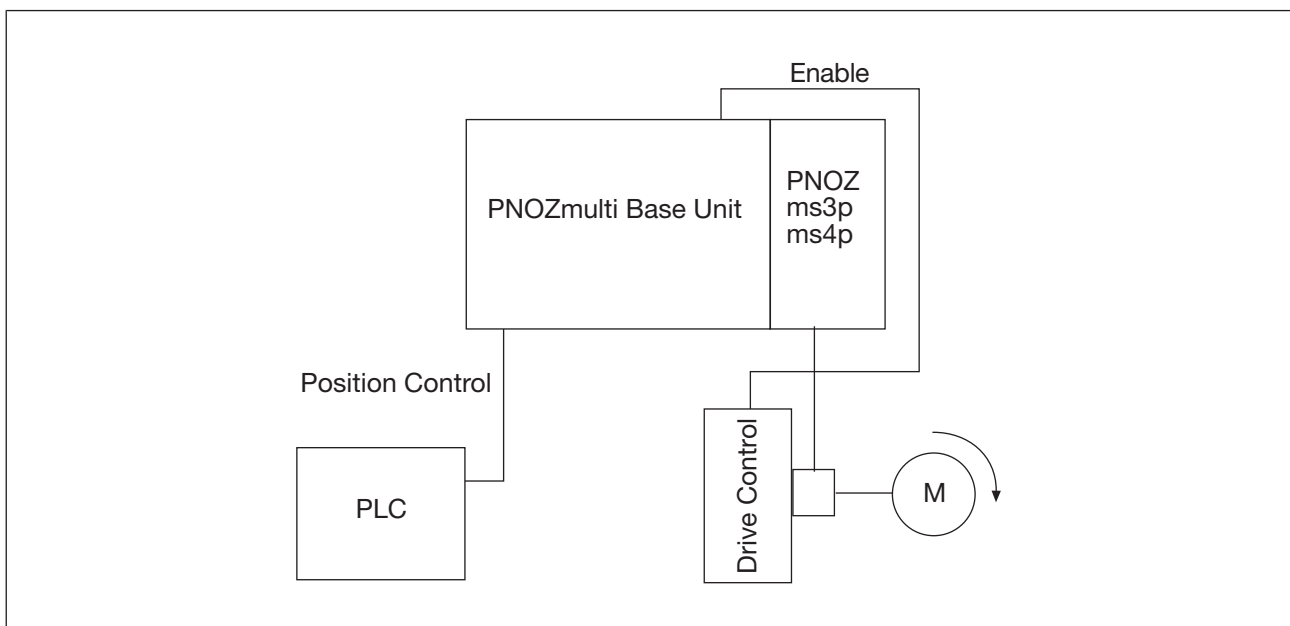 Enable
PNOZmulti Base Unit
PNOZ
ms3p
ms4p
Position Control
PLC
Drive Control
M